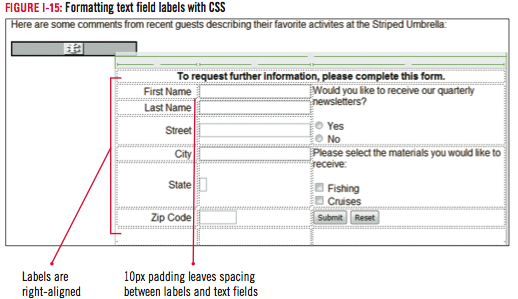 FIGURE I-15: Formatting text field labels with CSS
Here are some comments from recent guests describing their favorite activites at the Striped Umbrella:
To request further information, please complete this form.
First Name
Would you like to receive our quarterly
newsletters?
Last Name
Street
Yes
No
City
Please select the materials you would like to
receive:
State
Fishing
Cruises
Zip Code
Submit Reset
Labels are
right-aligned
10px padding leaves spacing
between labels and text fields